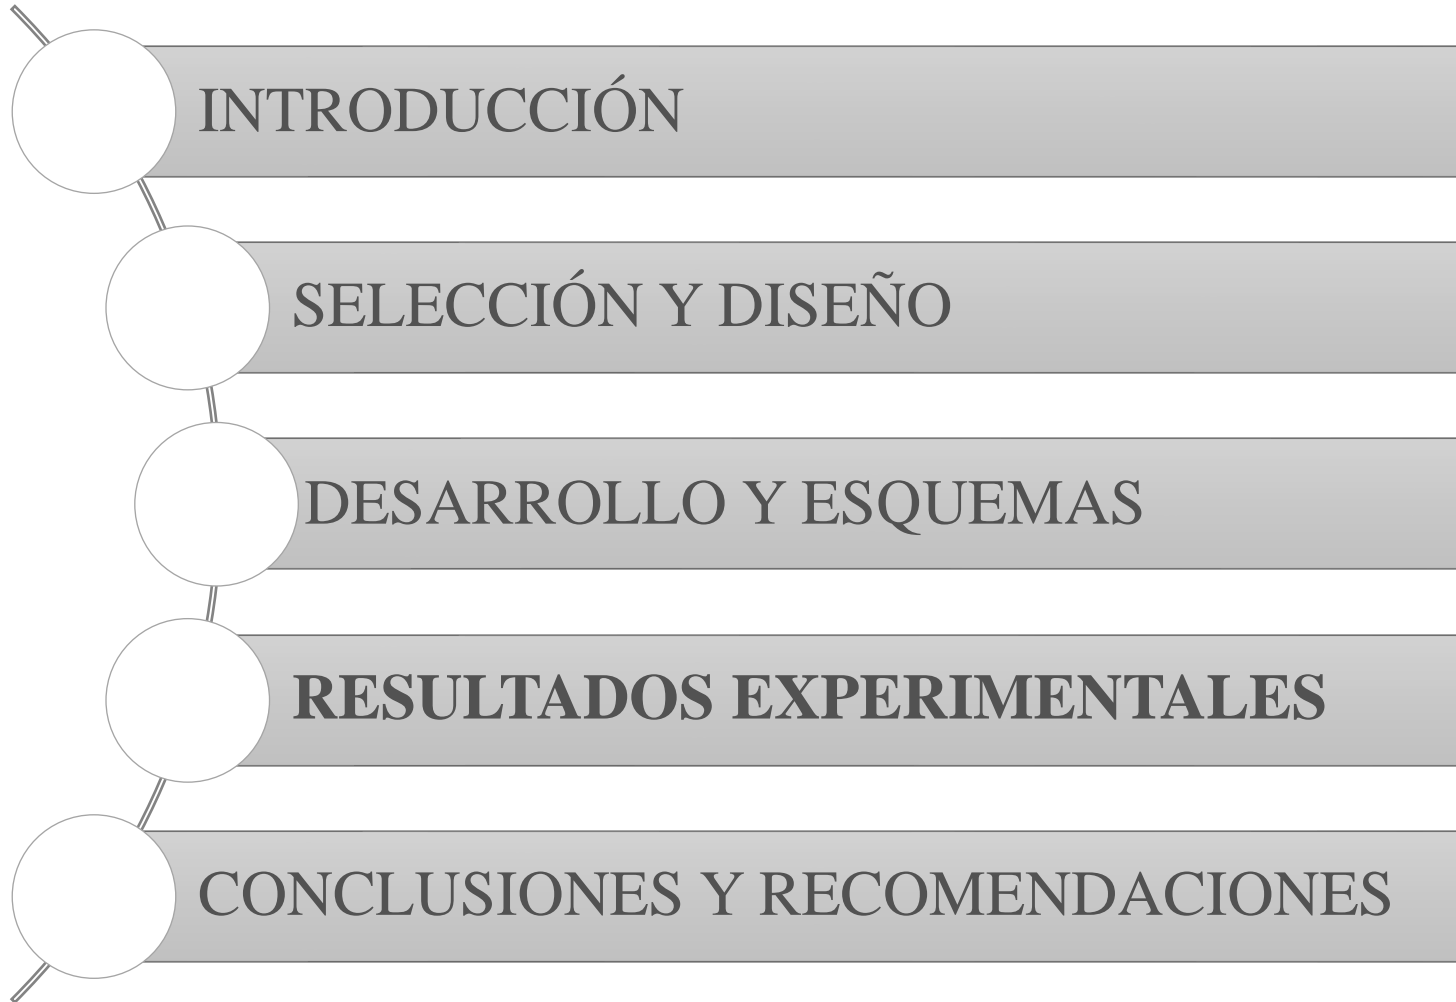 INTRODUCCIÓN
SELECCIÓN Y DISEÑO
DESARROLLO Y ESQUEMAS
RESULTADOS EXPERIMENTALES
CONCLUSIONES Y RECOMENDACIONES